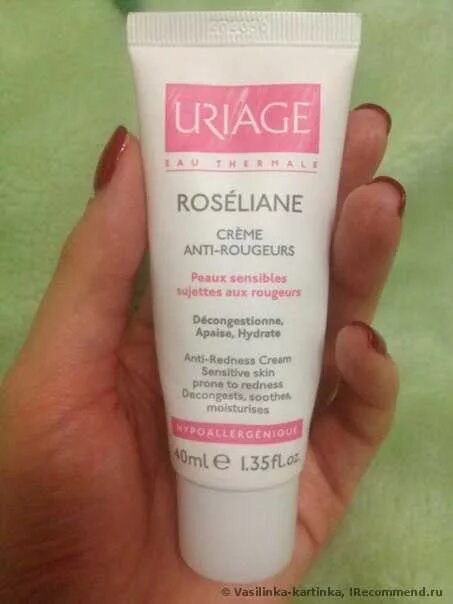 URIAGE
EAU THERMALE
ROSÉLIANE
CRÈME
ANTI-ROUGEURS
Peaux sensibles
sujettes aux rougeurs
Décongestionne,
Apaise, Hydrate
Anti-Redness Cream
Sensitive skin
prone to redness
Decongests, soothes,
moisturises
HYPOALLERGÉNIQUE
40ml e 1.35fl.oz.
© Vasilinka-kartinka, IRecommend.ru